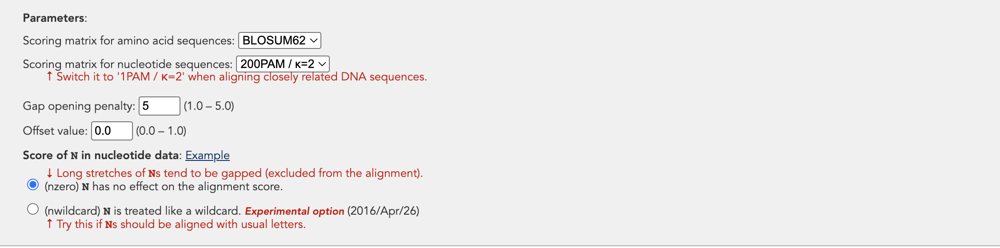 Parameters:
Scoring matrix for amino acid sequences: BLOSUM62
Scoring matrix for nucleotide sequences: 200PAM / κ=2
↑ Switch it to '1PAM / κ=2' when aligning closely related DNA sequences.
Gap opening penalty: 5 (1.0 – 5.0)
Offset value: 0.0 (0.0 – 1.0)
Score of N in nucleotide data: Example
↓ Long stretches of Ns tend to be gapped (excluded from the alignment).
(nzero) N has no effect on the alignment score.
(nwildcard) N is treated like a wildcard. Experimental option (2016/Apr/26)
↑ Try this if Ns should be aligned with usual letters.